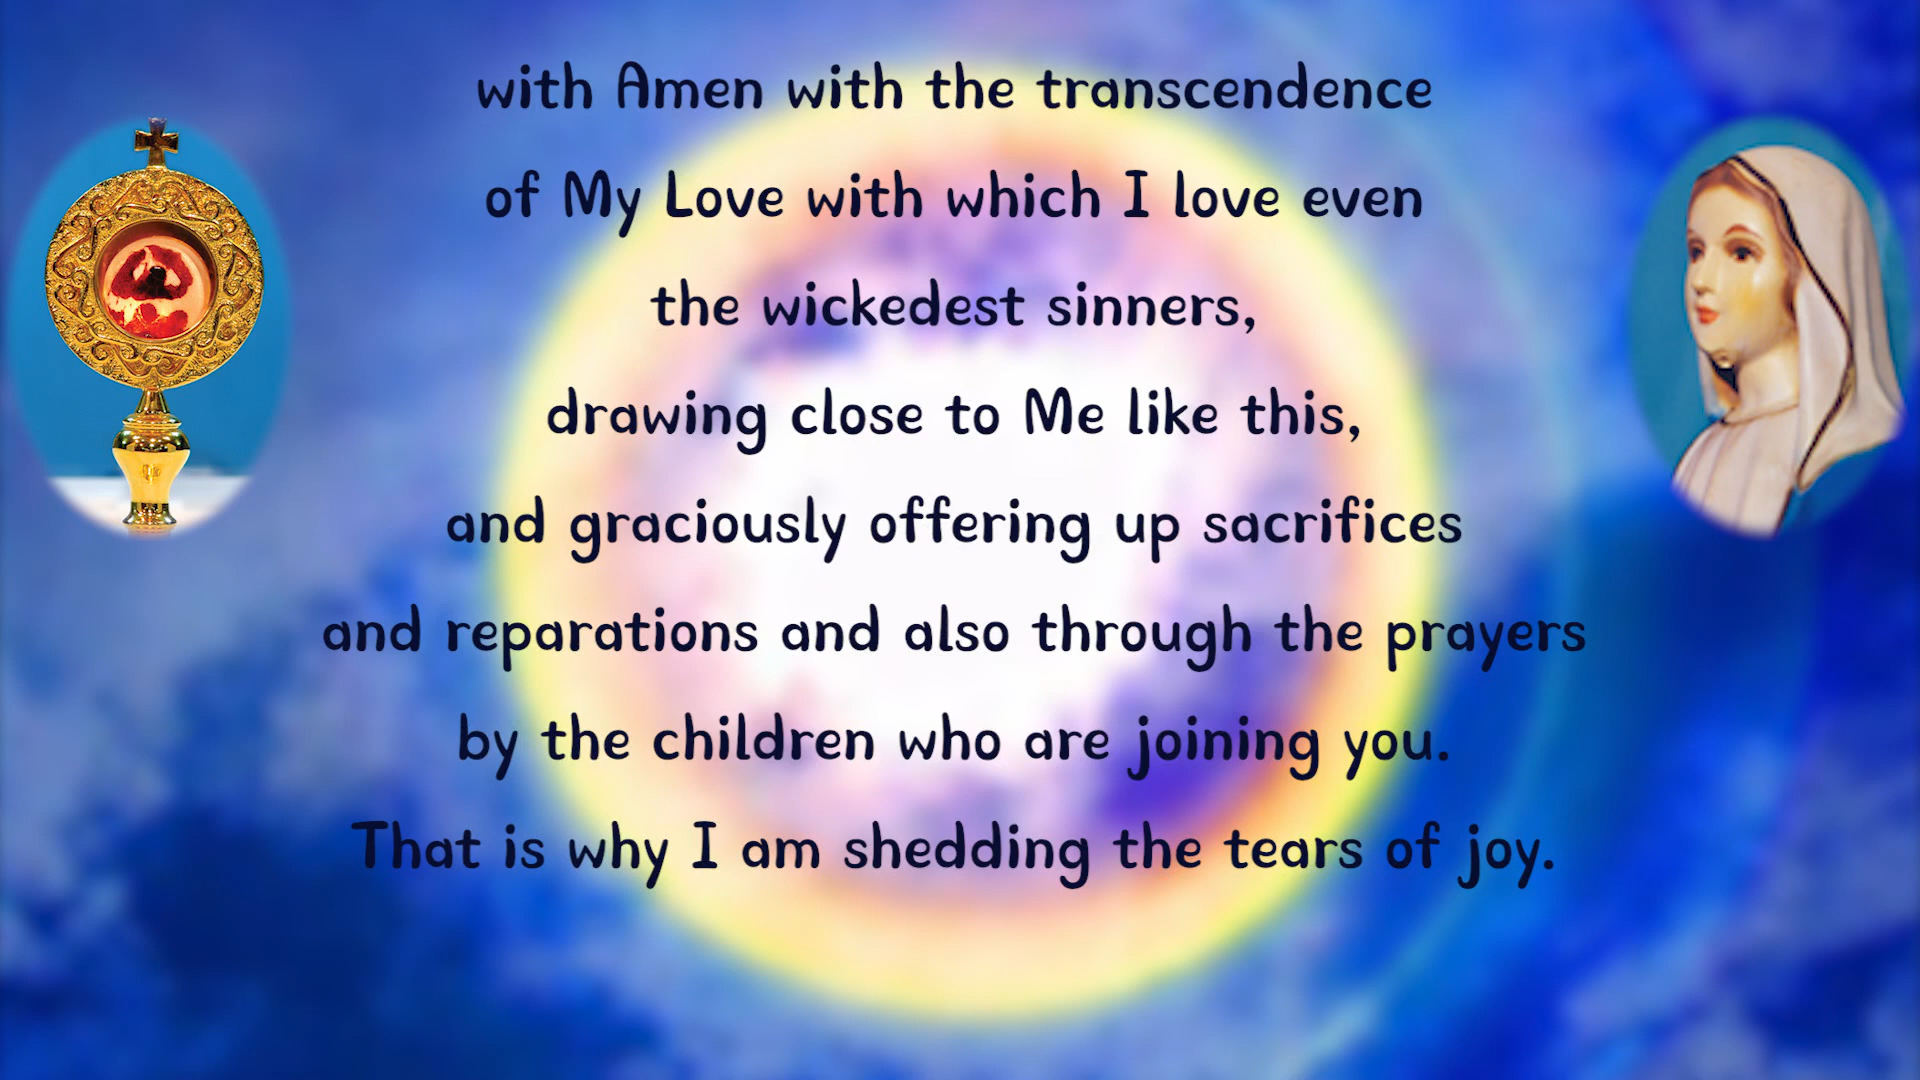 with Amen with the transcendence
of My Love with which I love even
the wickedest sinners,
drawing close to Me like this,
and graciously offering up sacrifices
and reparations and also through the prayers
by the children who are joining you.
That is why I am shedding the tears of joy.